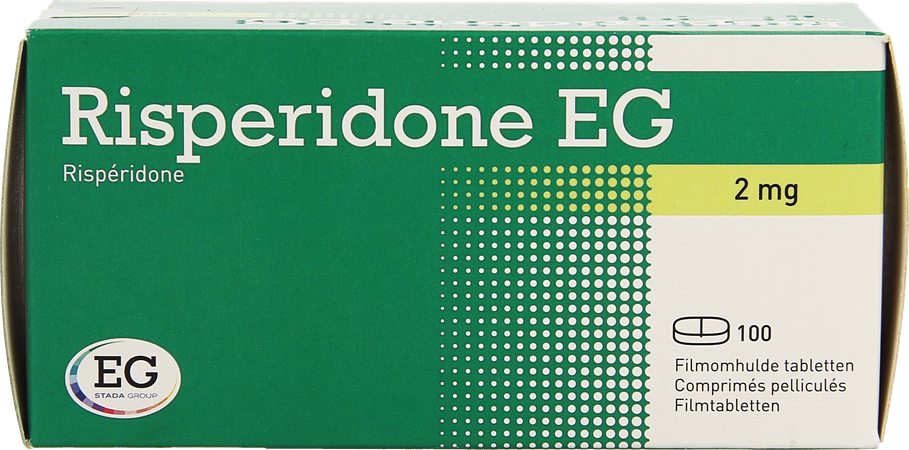 Risperidone EG
Rispéridone
2 mg
100
Filmomhulde tabletten
Comprimés pelliculés
Filmtabletten
EG
STADA GROUP